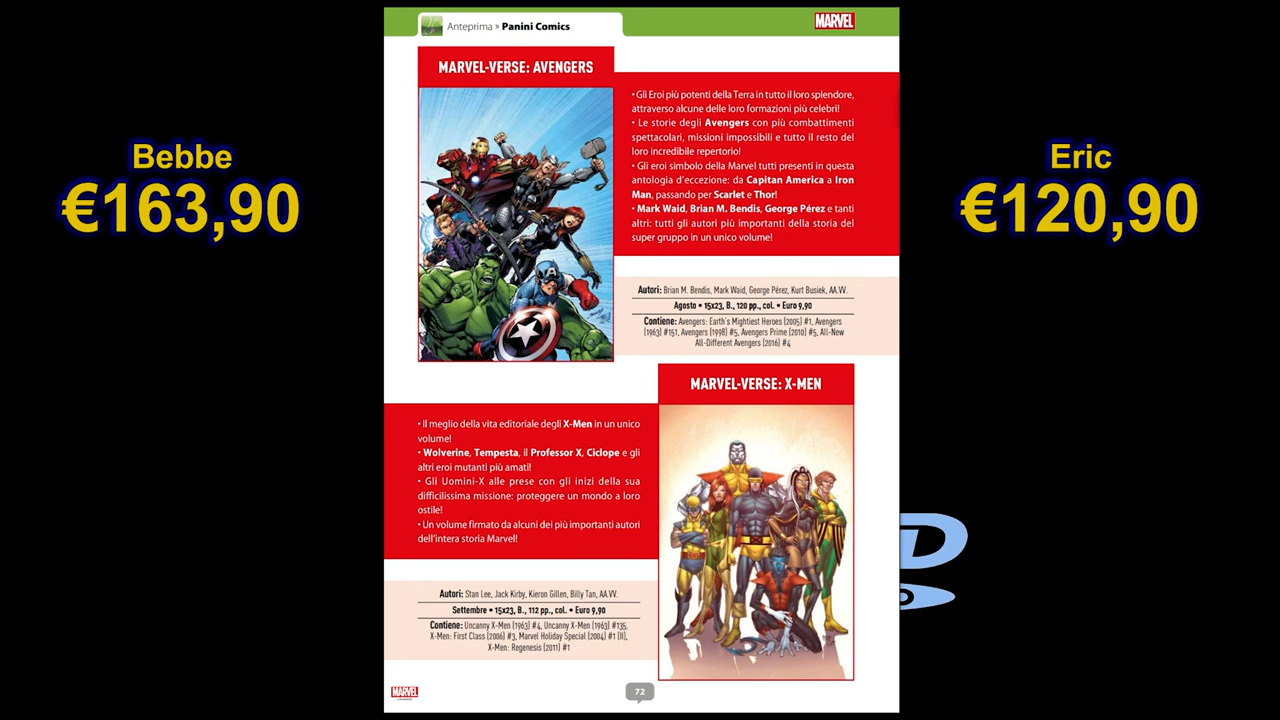 Anteprima » Panini Comics
MARVEL
MARVEL-VERSE: AVENGERS
Bebbe
€163,90
Eric
€120,90
• Gli Eroi più potenti della Terra in tutto il loro splendore,
attraverso alcune delle loro formazioni più celebri!
• Le storie degli Avengers con più combattimenti
spettacolari, missioni impossibili e tutto il resto del
loro incredibile repertorio!
• Gli eroi simbolo della Marvel tutti presenti in questa
antologia d'eccezione: da Capitan America a Iron
Man, passando per Scarlet e Thor!
• Mark Waid, Brian M. Bendis, George Pérez e tanti
altri: tutti gli autori più importanti della storia del
super gruppo in un unico volume!
Autori: Brian M. Bendis, Mark Waid, George Pérez, Kurt Busiek, AA.VV.
Agosto • 15x23, B., 120 pp., col. • Euro 9,90
Contiene: Avengers: Earth's Mightiest Heroes (2005) #1, Avengers
(1963) #151, Avengers (1998) #5, Avengers Prime (2010) #5, All-New
All-Different Avengers (2016) #4
MARVEL-VERSE: X-MEN
• Il meglio della vita editoriale degli X-Men in un unico
volume!
• Wolverine, Tempesta, il Professor X, Ciclope e gli
altri eroi mutanti più amati!
• Gli Uomini-X alle prese con gli inizi della sua
difficilissima missione: proteggere un mondo a loro
ostile!
• Un volume firmato da alcuni dei più importanti autori
dell'intera storia Marvel!
Autori: Stan Lee, Jack Kirby, Kieron Gillen, Billy Tan, AA.VV.
Settembre • 15x23, B., 112 pp., col. • Euro 9,90
Contiene: Uncanny X-Men (1963) #4, Uncanny X-Men (1963) #135,
X-Men: First Class (2006) #3, Marvel Holiday Special (2004) #1 (II),
X-Men: Regenesis (2011) #1
MARVEL
72